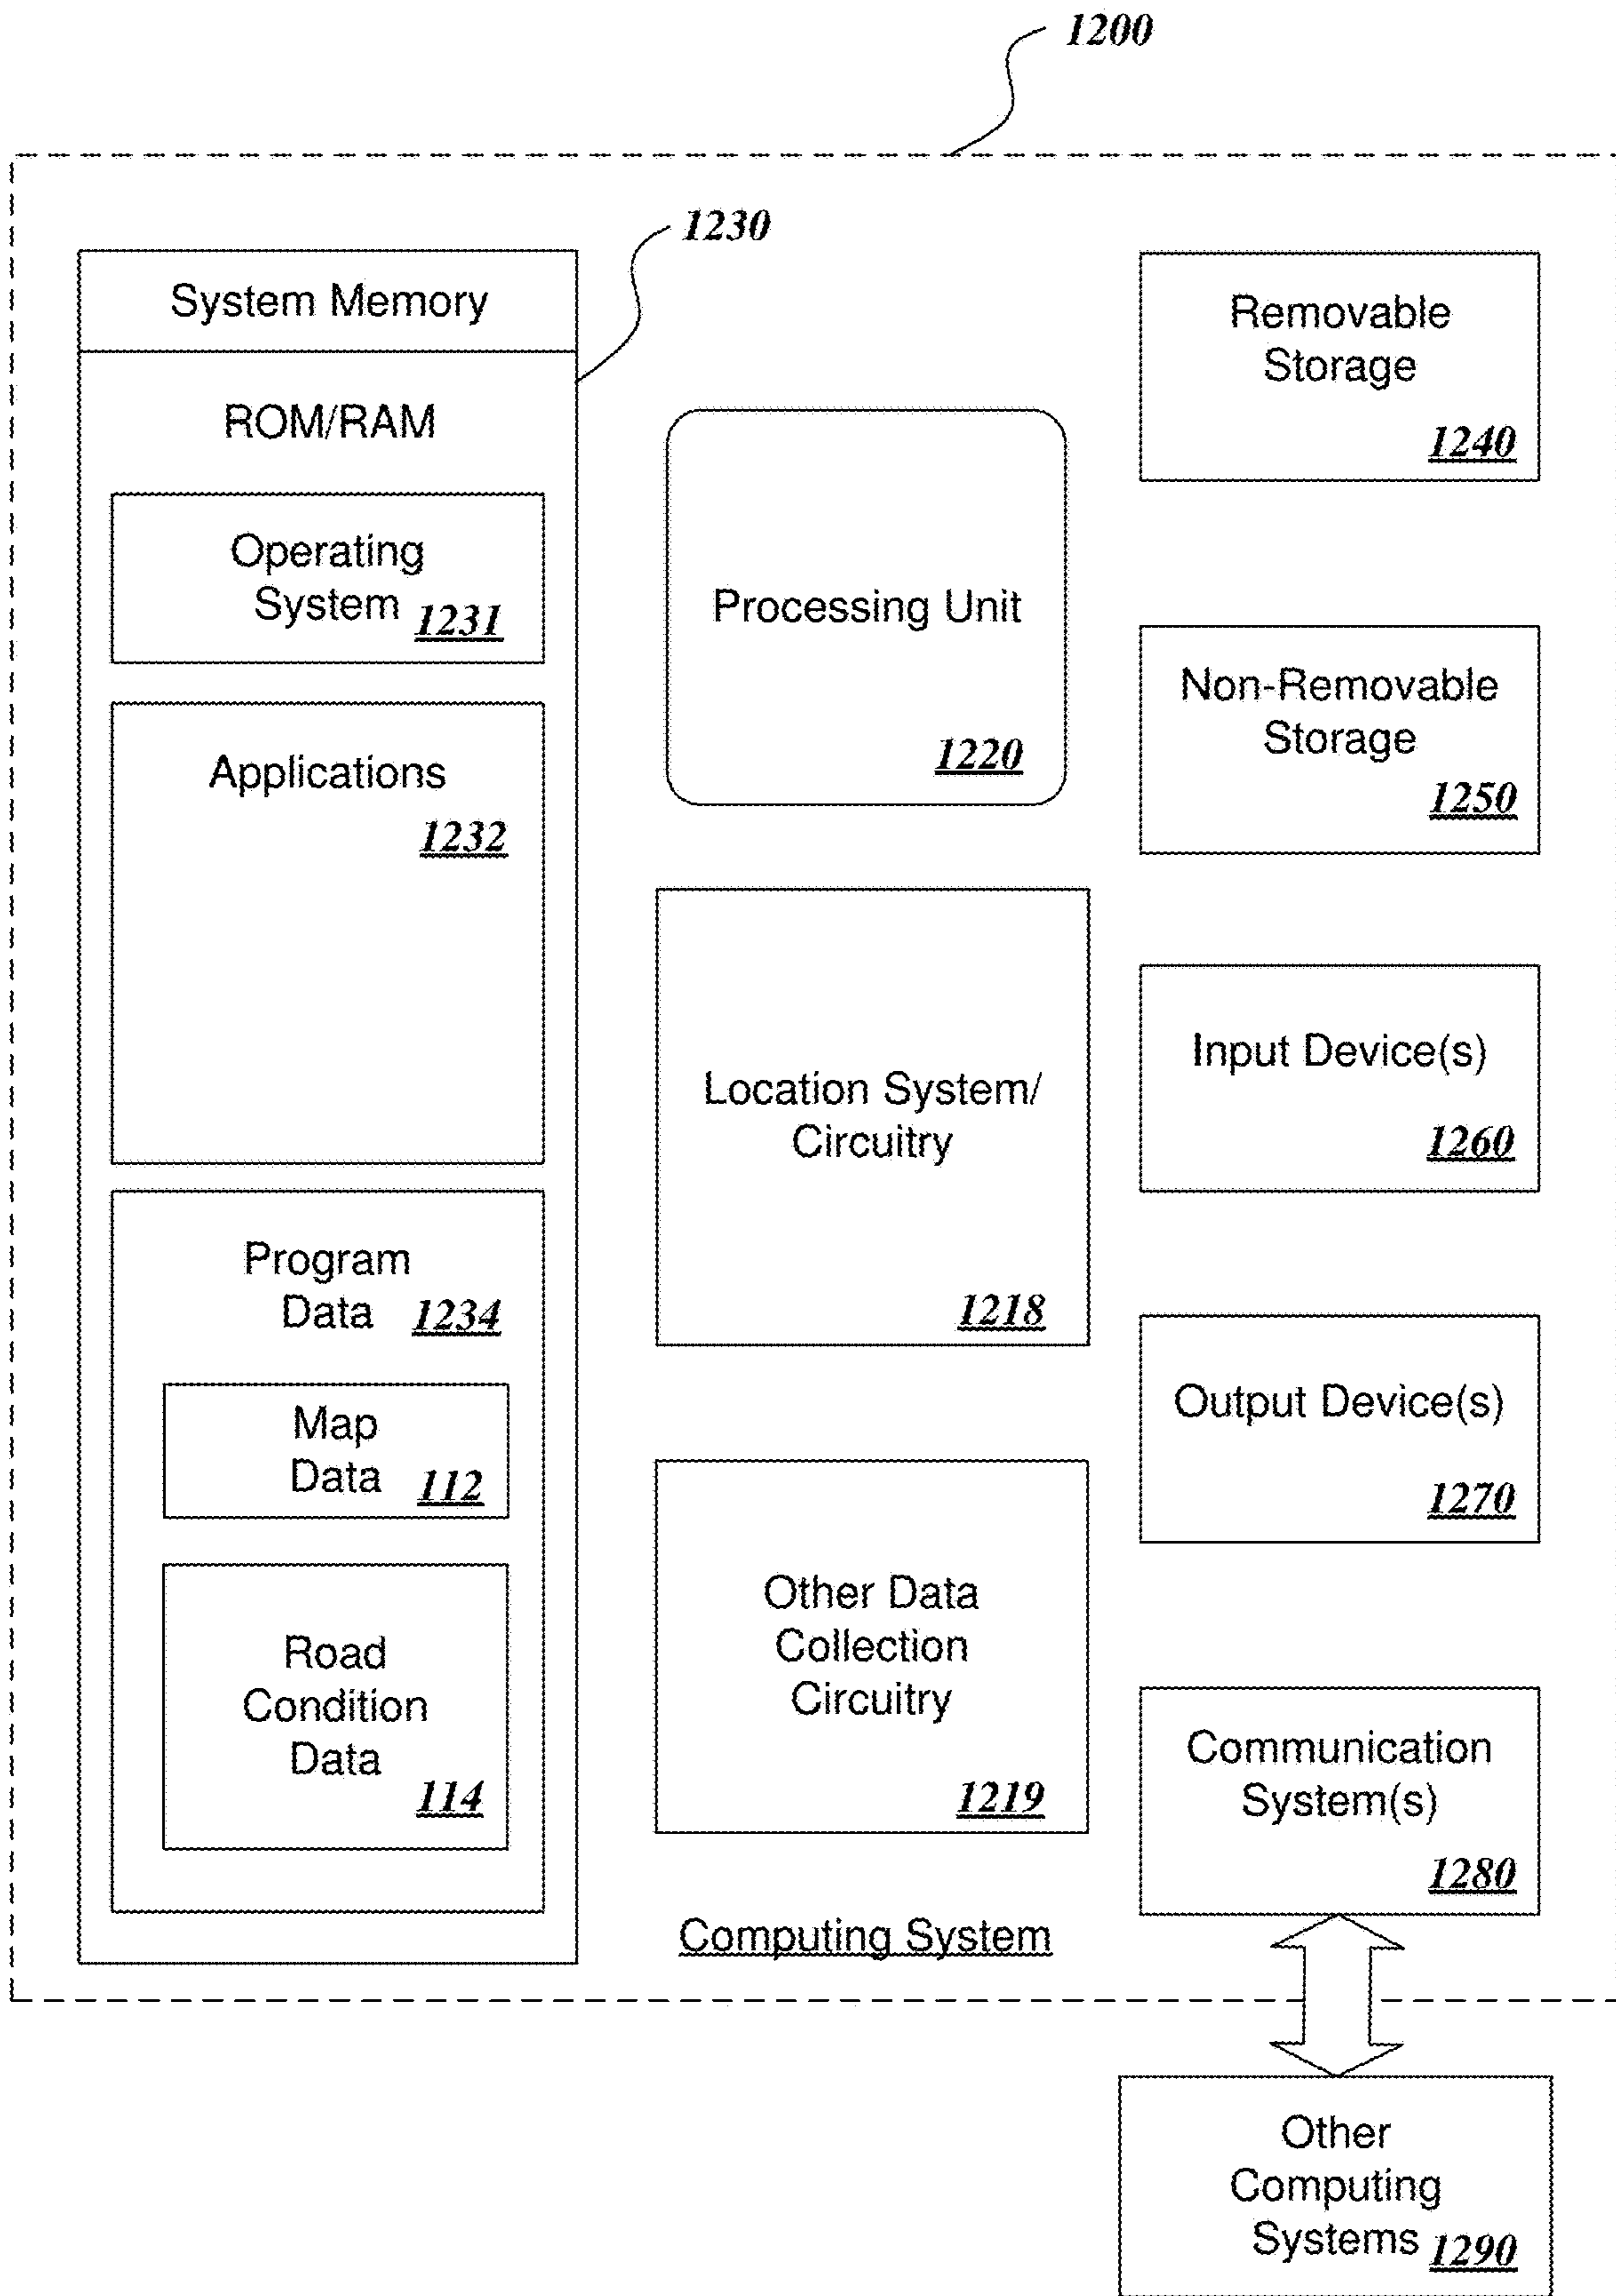 1200
1230
System Memory
ROM/RAM
Operating
System 1231
Applications
1232
Program
Data 1234
Map
Data 112
Road
Condition
Data
114
Processing Unit
1220
Location System/
Circuitry
1218
Other Data
Collection
Circuitry
1219
Computing System
Removable
Storage
1240
Non-Removable
Storage
1250
Input Device(s)
1260
Output Device(s)
1270
Communication
System(s)
1280
Other
Computing
Systems 1290